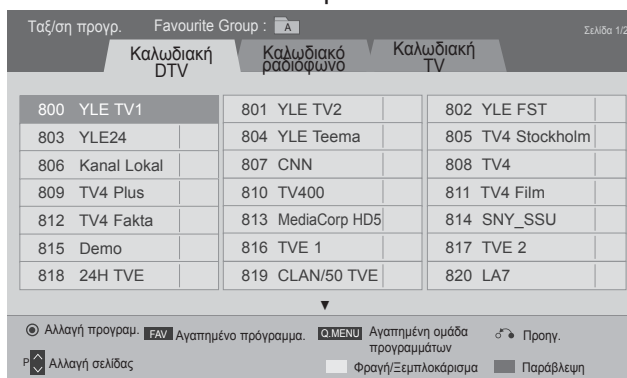 Ταξ/ση προγρ. Favourite Group : A
Σελίδα 1/2
Καλωδιακή DTV
Καλωδιακό ραδιόφωνο
Καλωδιακή TV
800 YLE TV1 801 YLE TV2 802 YLE FST
803 YLE24 804 YLE Teema 805 TV4 Stockholm
806 Kanal Lokal 807 CNN 808 TV4
809 TV4 Plus 810 TV400 811 TV4 Film
812 TV4 Fakta 813 MediaCorp HD5 814 SNY_SSU
815 Demo 816 TVE 1 817 TVE 2
818 24H TVE 819 CLAN/50 TVE 820 LA7
Αλλαγή προγραμ. FAV Αγαπημένο πρόγραμμα. Q.MENU Αγαπημένη ομάδα προγραμμάτων Προηγ.
P Αλλαγή σελίδας Φραγή/Ξεμπλοκάρισμα Παράβλεψη